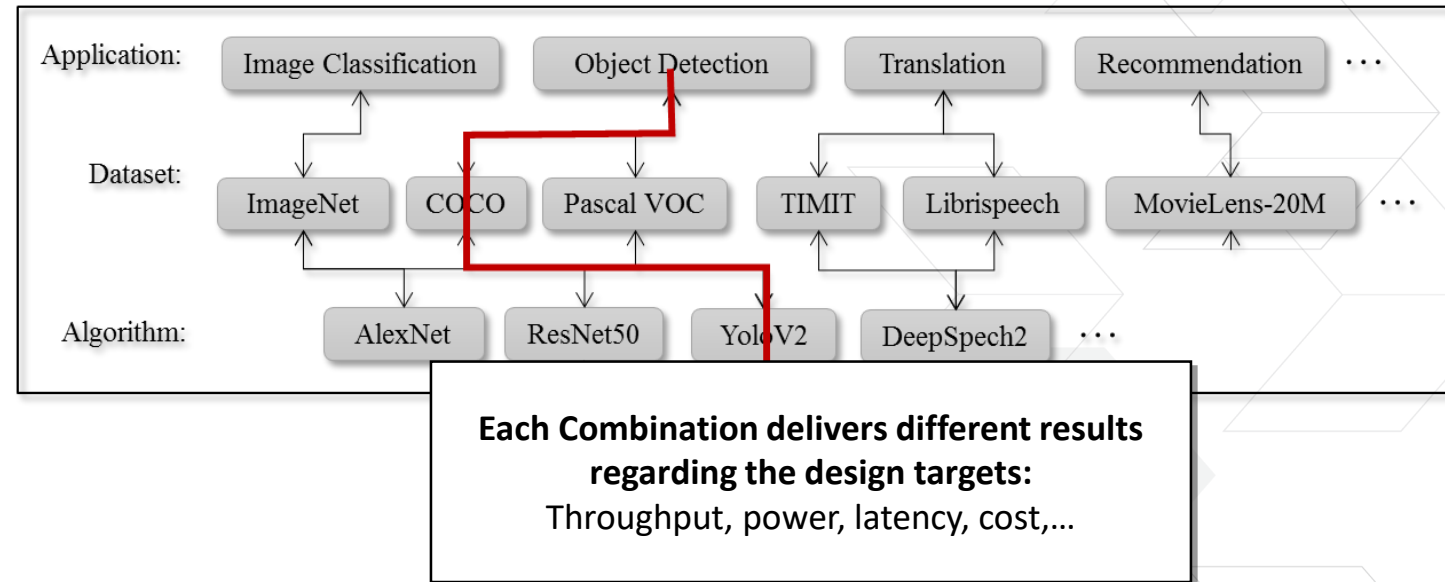 Application: Image Classification Object Detection Translation Recommendation ...
Dataset: ImageNet COCO Pascal VOC TIMIT Librispeech MovieLens-20M ...
Algorithm: AlexNet ResNet50 YoloV2 DeepSpech2 ...
Each Combination delivers different results
regarding the design targets:
Throughput, power, latency, cost,...